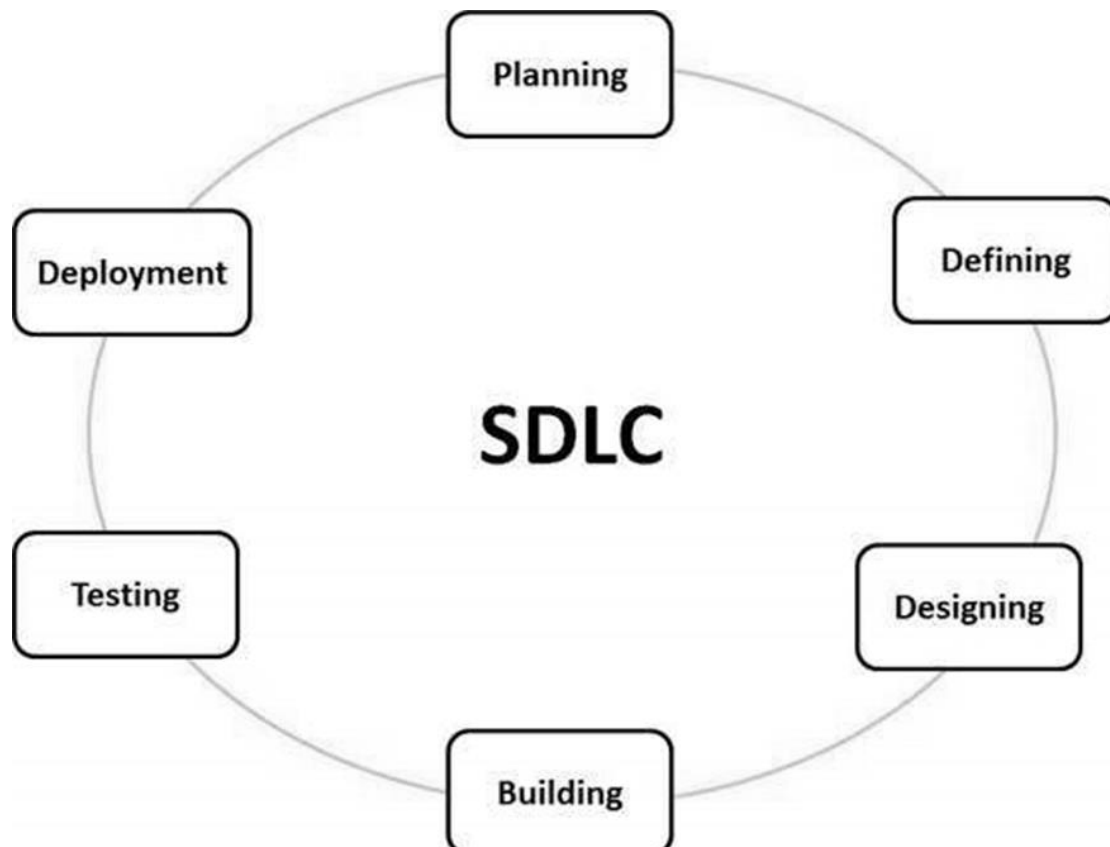 Planning
Defining
Deployment
SDLC
Testing
Designing
Building